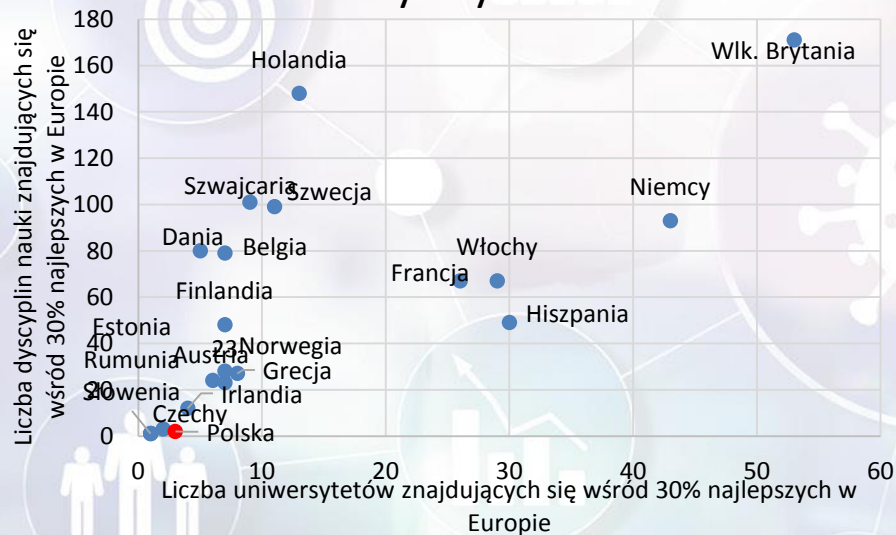 180
160
140
120
100
80
60
40
20
0
Liczba dyscyplin nauki znajdujących się
wśród 30% najlepszych w Europie
Holandia
Wlk. Brytania
Szwajcaria
Szwecja
Niemcy
Dania
Belgia
Włochy
Francja
Finlandia
Hiszpania
Estonia
23
Norwegia
Rumunia
Austria
Grecja
Słowenia
Irlandia
Czechy
Polska
0 10 20 30 40 50 60
Liczba uniwersytetów znajdujących się wśród 30% najlepszych w
Europie